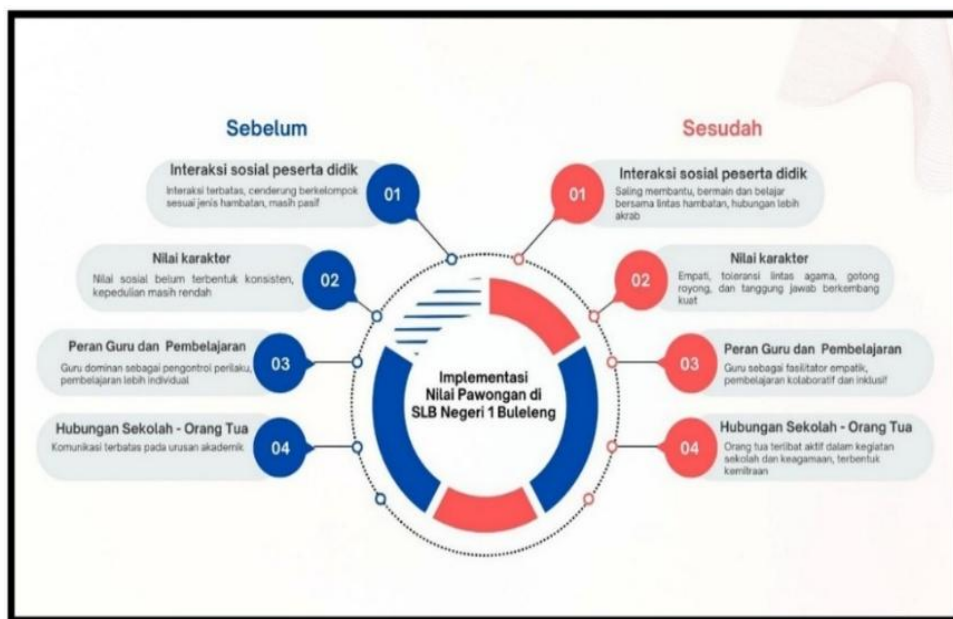 Sebelum
01
Interaksi sosial peserta didik
Interaksi terbatas, cenderung berkelompok
sesuai jenis hambatan, masih pasif
02
Nilai karakter
Nilai sosial belum terbentuk konsisten,
kepedulian masih rendah
03
Peran Guru dan Pembelajaran
Guru dominan sebagai pengontrol perilaku,
pembelajaran lebih individual
04
Hubungan Sekolah - Orang Tua
Komunikasi terbatas pada urusan akademik
Implementasi
Nilai Pawongan di
SLB Negeri 1 Buleleng
Sesudah
01
Interaksi sosial peserta didik
Saling membantu, bermain dan belajar
bersama lintas hambatan, hubungan lebih
akrab
02
Nilai karakter
Empati, toleransi lintas agama, gotong
royong, dan tanggung jawab berkembang
kuat
03
Peran Guru dan Pembelajaran
Guru sebagai fasilitator empatik,
pembelajaran kolaboratif dan inklusif
04
Hubungan Sekolah - Orang Tua
Orang tua terlibat aktif dalam kegiatan
sekolah dan keagamaan, terbentuk
kemitraan